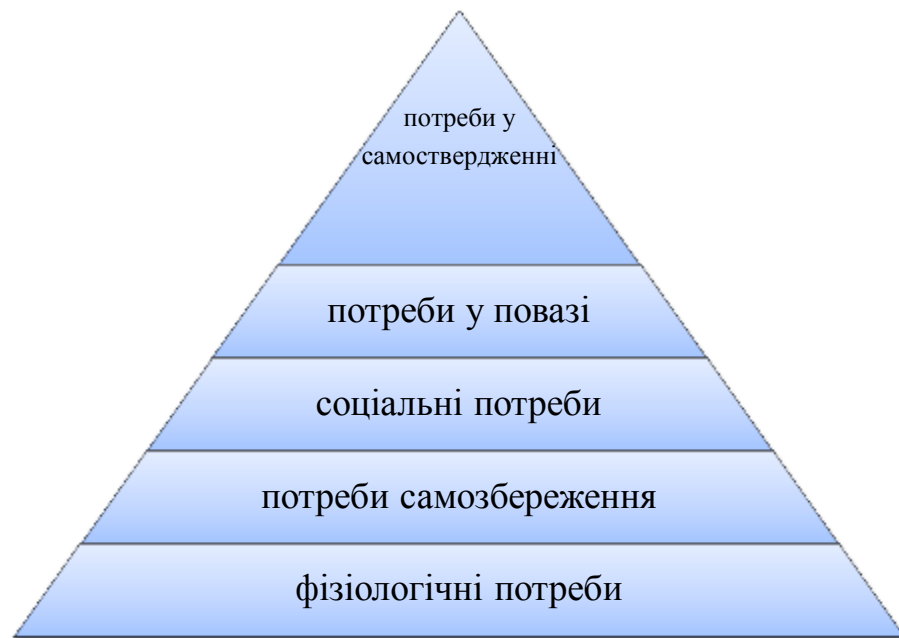 потреби у
самоствердженні
потреби у повазі
соціальні потреби
потреби самозбереження
фізіологічні потреби